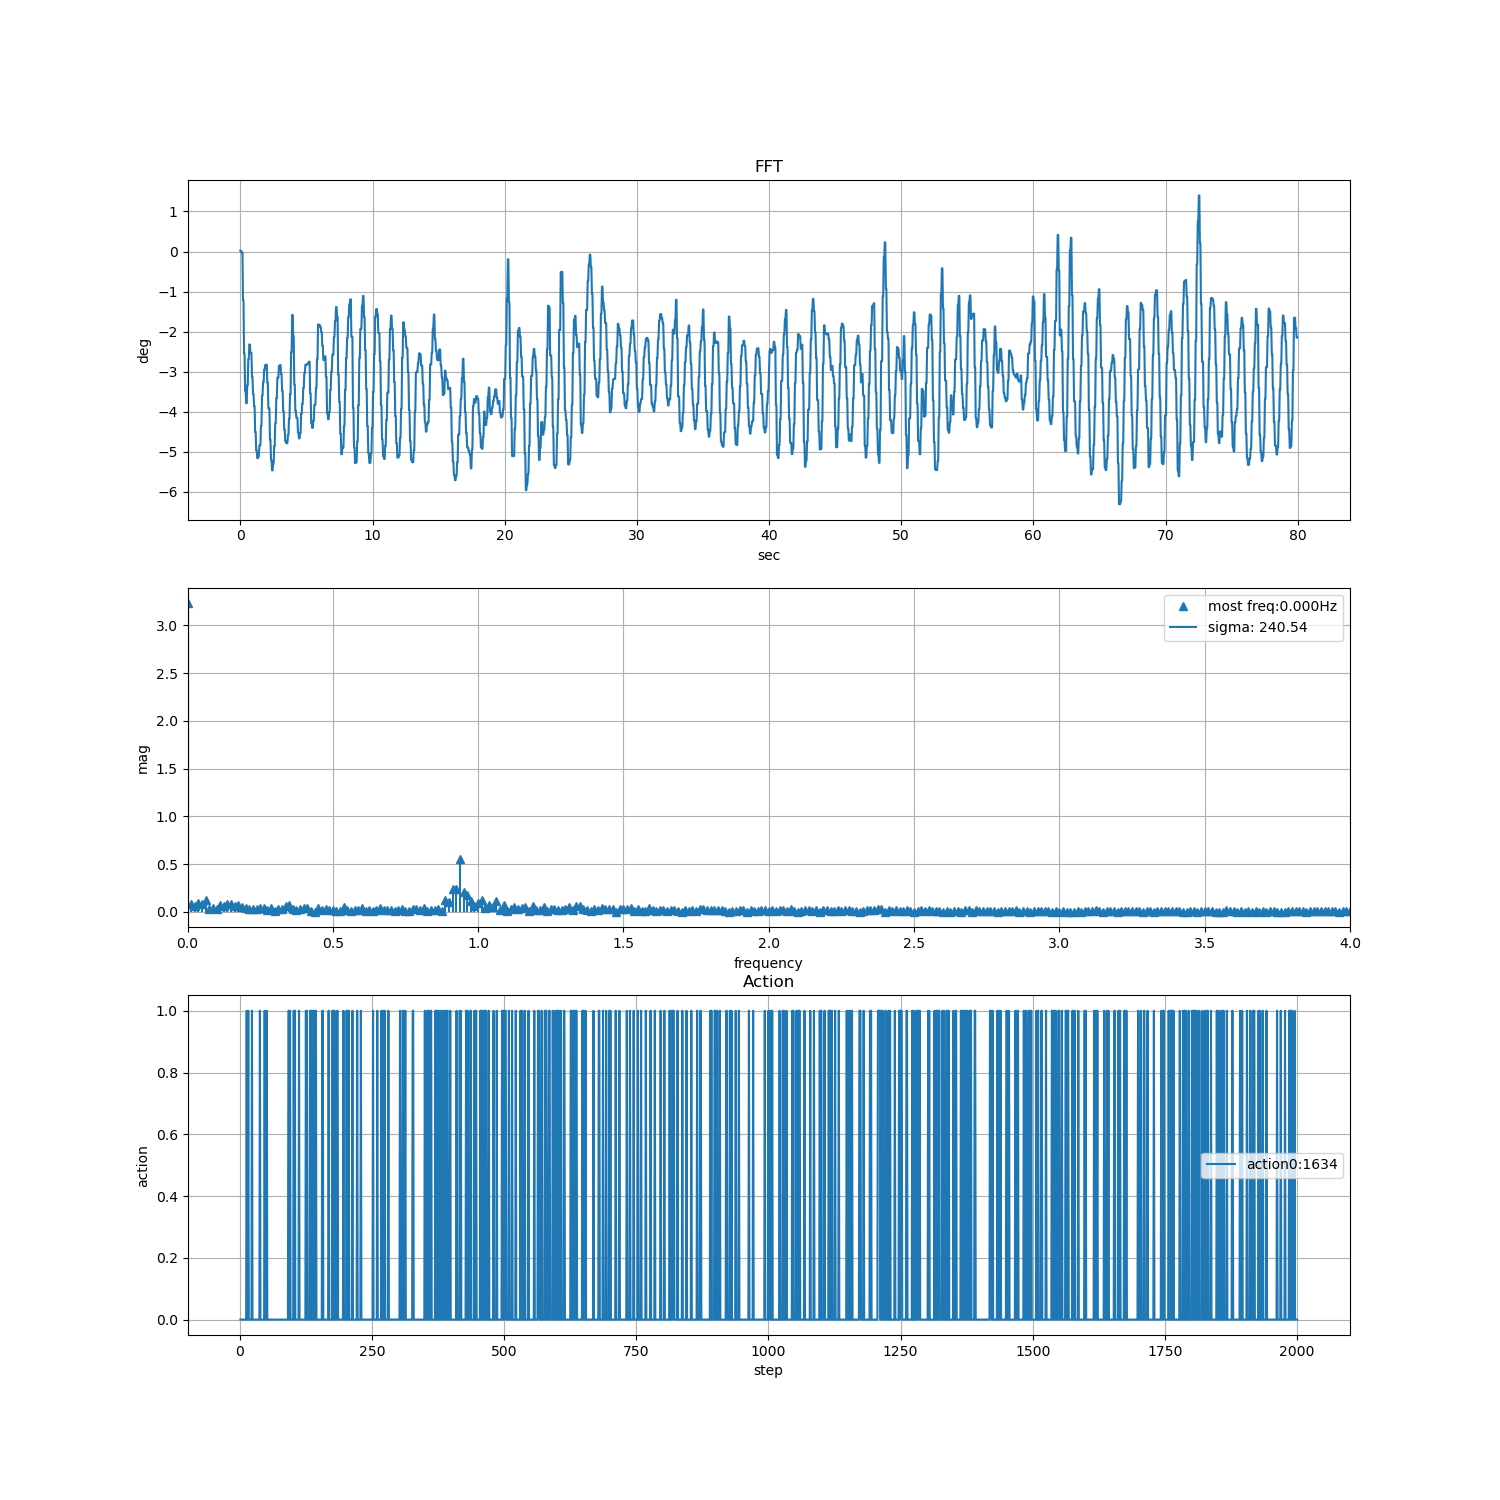 FFT
1
0
−1
−2
−3
−4
−5
−6
deg
0 10 20 30 40 50 60 70 80
sec
most freq:0.000Hz
sigma: 240.54
3.0
2.5
2.0
1.5
1.0
0.5
0.0
mag
0.0 0.5 1.0 1.5 2.0 2.5 3.0 3.5 4.0
frequency
Action
1.0
0.8
0.6
0.4
0.2
0.0
action
action0:1634
0 250 500 750 1000 1250 1500 1750 2000
step